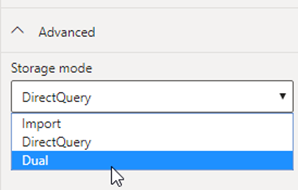 Advanced
Storage mode
DirectQuery
Import
DirectQuery
Dual